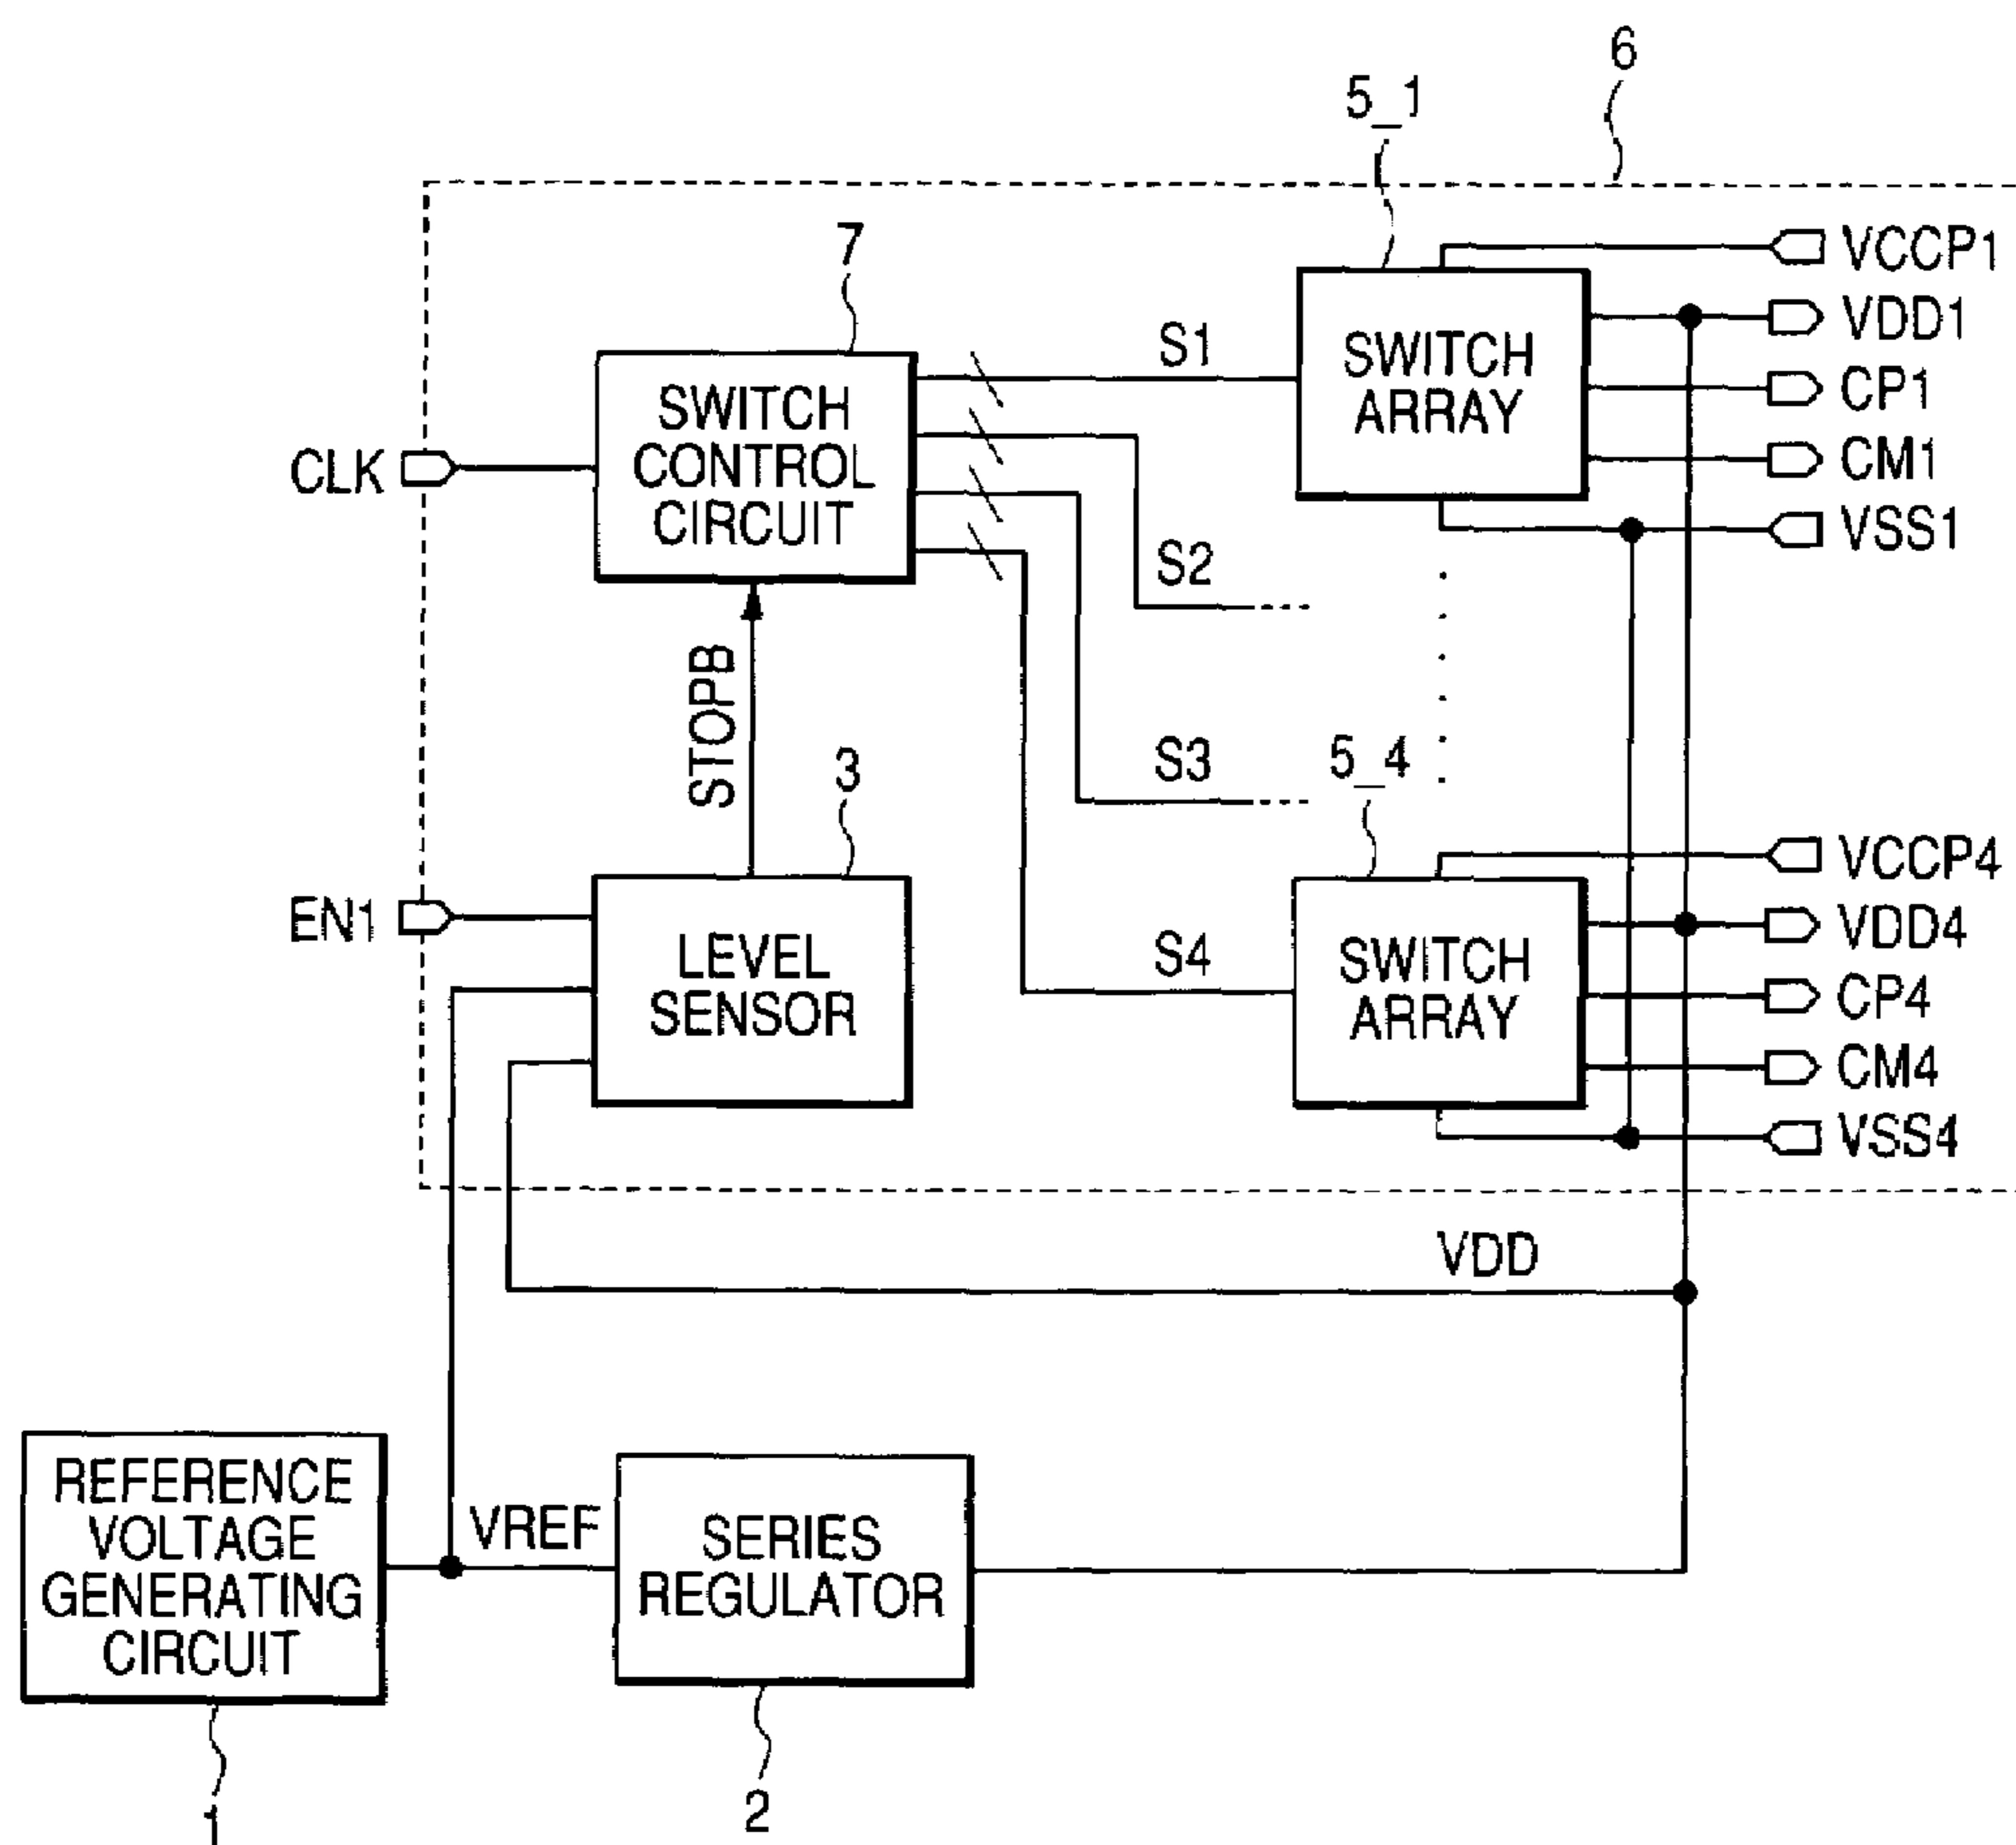 6
5_1
VCCP1
7
VDD1
S1
SWITCH
ARRAY
SWITCH
CONTROL
CIRCUIT
CP1
CLK
CM1
VSS1
S2
STOPB
3
S3
5_4
VCCP4
EN1
VDD4
LEVEL
SENSOR
S4
SWITCH
ARRAY
CP4
CM4
VSS4
VDD
REFERENCE
VOLTAGE
GENERATING
CIRCUIT
VREF
SERIES
REGULATOR
1
2